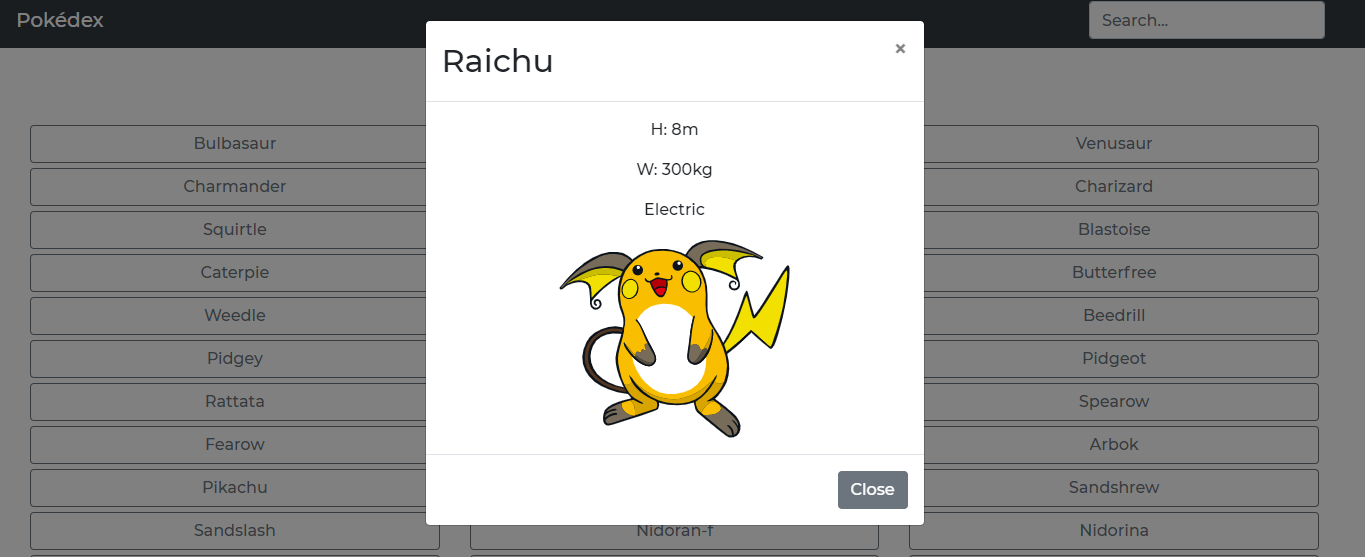 Pokédex
Search...
Raichu
×
H: 8m
W: 300kg
Electric
Close
Bulbasaur
Venusaur
Charmander
Charizard
Squirtle
Blastoise
Caterpie
Butterfree
Weedle
Beedrill
Pidgey
Pidgeot
Rattata
Spearow
Fearow
Arbok
Pikachu
Sandshrew
Sandslash
Nidoran-f
Nidorina